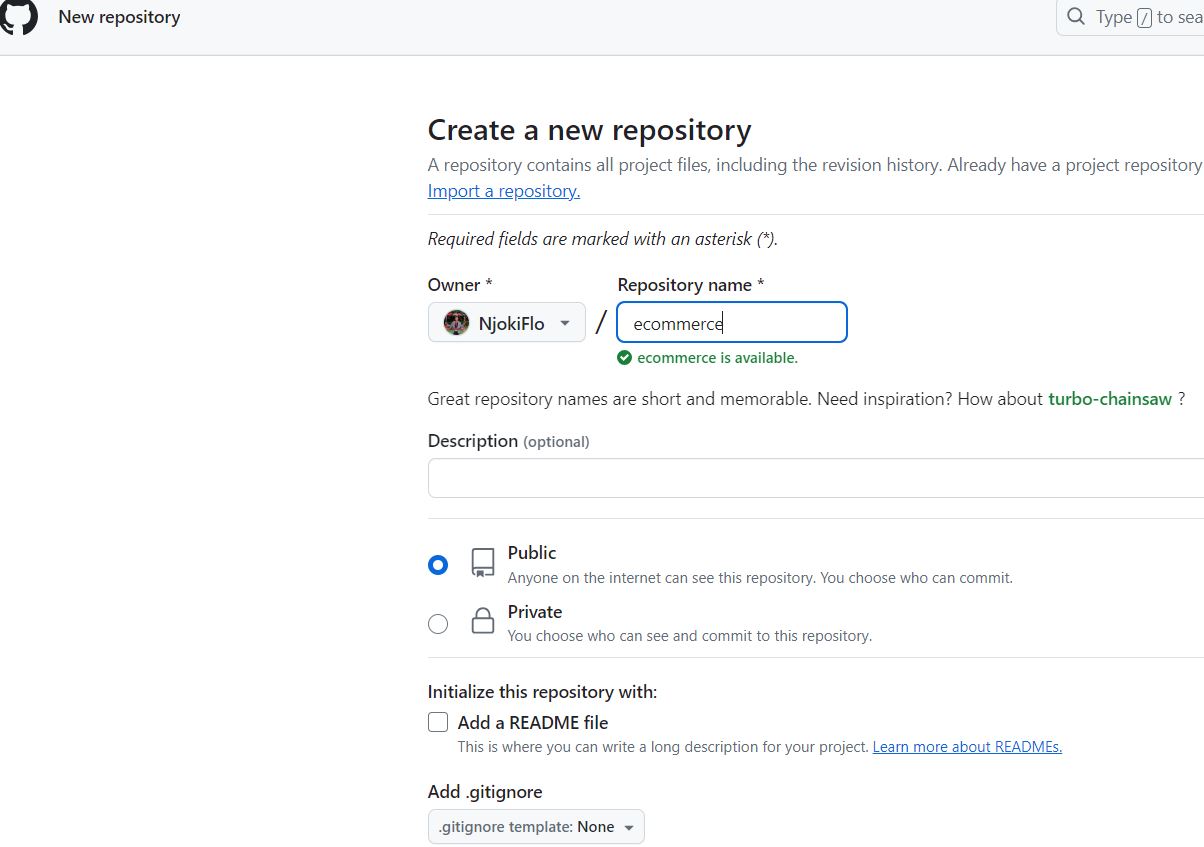 New repository
Type / to sea
Create a new repository
A repository contains all project files, including the revision history. Already have a project repository
Import a repository.
Required fields are marked with an asterisk (*).
Owner * Repository name *
NjokiFlo / ecommerce
ecommerce is available.
Great repository names are short and memorable. Need inspiration? How about turbo-chainsaw ?
Description (optional)
Public
Anyone on the internet can see this repository. You choose who can commit.
Private
You choose who can see and commit to this repository.
Initialize this repository with:
Add a README file
This is where you can write a long description for your project. Learn more about READMEs.
Add .gitignore
.gitignore template: None